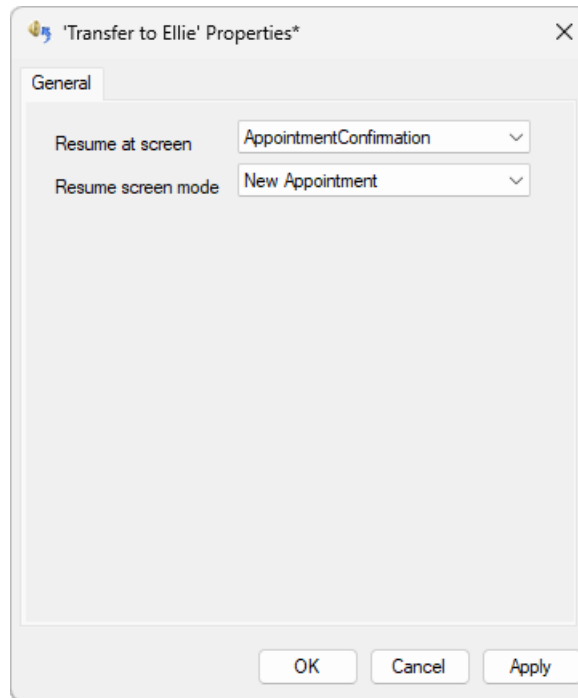 'Transfer to Ellie' Properties*
General
Resume at screen AppointmentConfirmation
Resume screen mode New Appointment
OK Cancel Apply